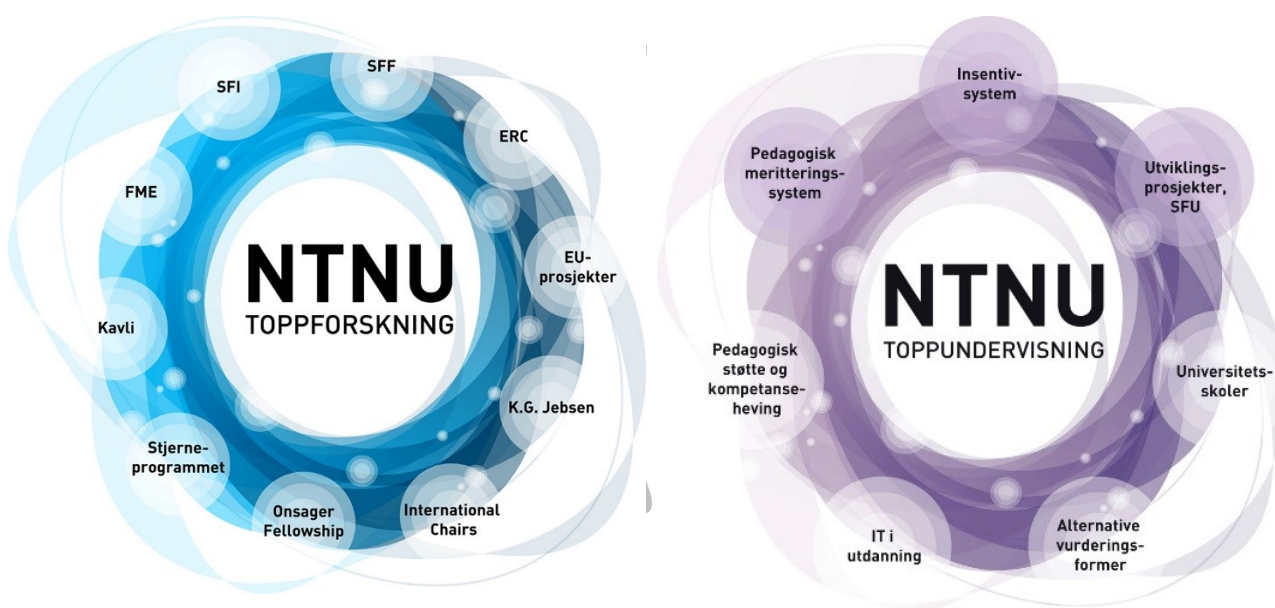 SFF
SFI
ERC
FME
EU-
prosjekter
Kavli
K.G. Jebsen
Stjerne-
programmet
Onsager
Fellowship
International
Chairs
NTNU
TOPPFORSKNING
Insentiv-
system
Pedagogisk
meritterings-
system
Utviklings-
prosjekter,
SFU
Pedagogisk
støtte og
kompetanse-
heving
Universitets-
skoler
IT i
utdanning
Alternative
vurderings-
former
NTNU
TOPPUNDERVISNING